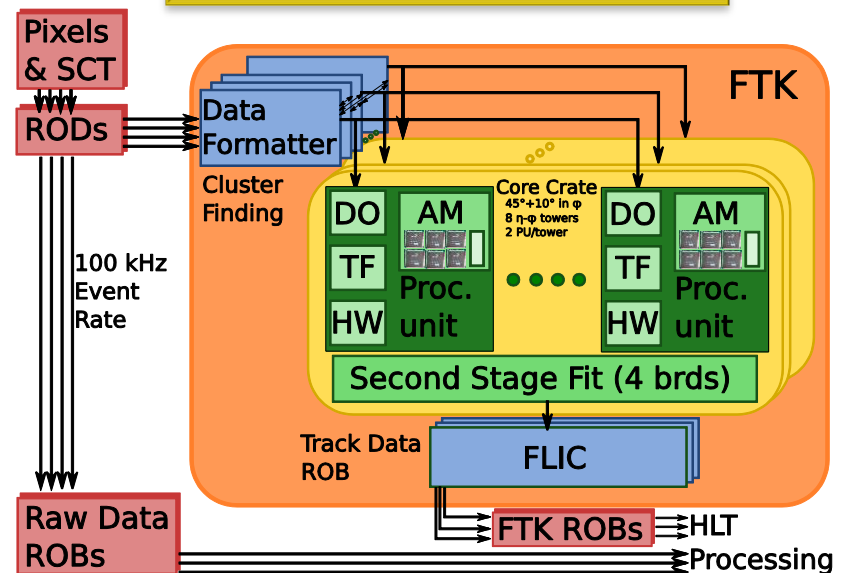 Pixels
& SCT
RODs
FTK
Data
Formatter
Cluster
Finding
Core Crate
45°+10° in φ
8 η-φ towers
2 PU/tower
DO
AM
TF
HW
Proc.
unit
DO
AM
TF
HW
Proc.
unit
100 kHz
Event
Rate
Second Stage Fit (4 brds)
Track Data
ROB
FLIC
Raw Data
ROBs
FTK ROBs
HLT
Processing